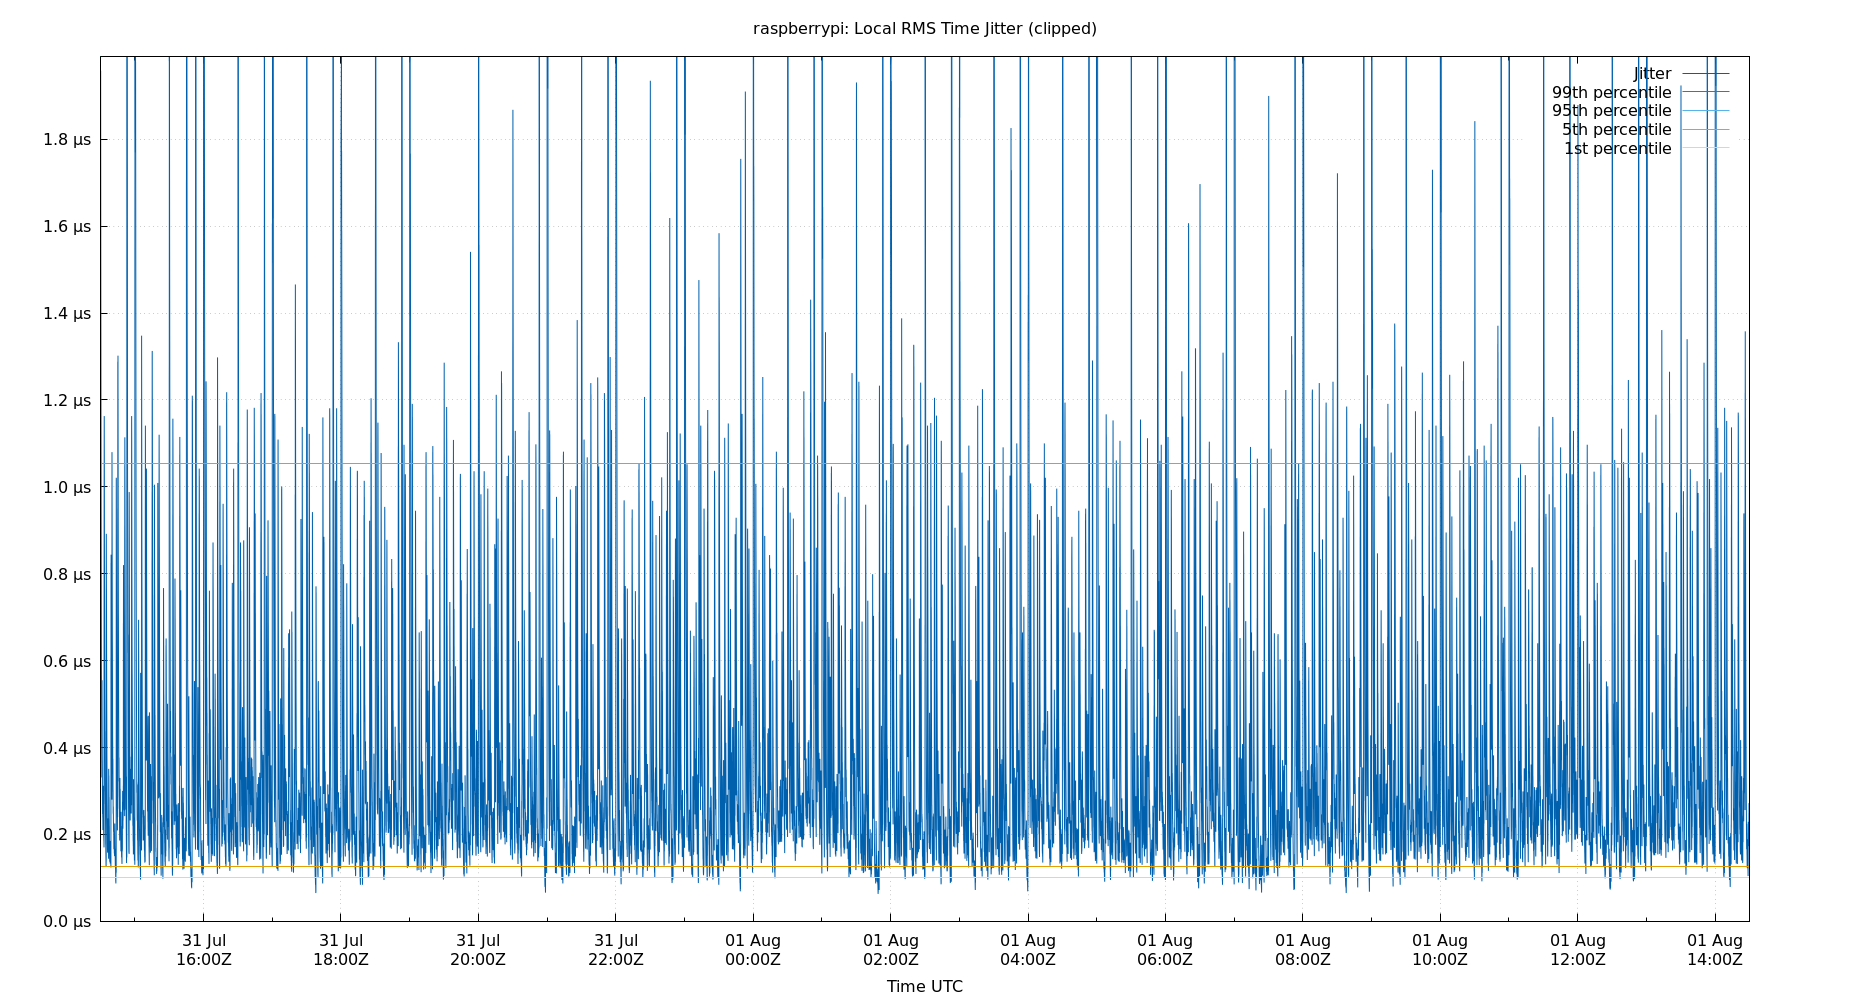 raspberrypi: Local RMS Time Jitter (clipped)
Jitter
99th percentile
95th percentile
5th percentile
1st percentile
1.8 µs
1.6 µs
1.4 µs
1.2 µs
1.0 µs
0.8 µs
0.6 µs
0.4 µs
0.2 µs
0.0 µs
31 Jul 31 Jul 31 Jul 31 Jul 01 Aug 01 Aug 01 Aug 01 Aug 01 Aug 01 Aug 01 Aug 01 Aug
16:00Z 18:00Z 20:00Z 22:00Z 00:00Z 02:00Z 04:00Z 06:00Z 08:00Z 10:00Z 12:00Z 14:00Z
Time UTC